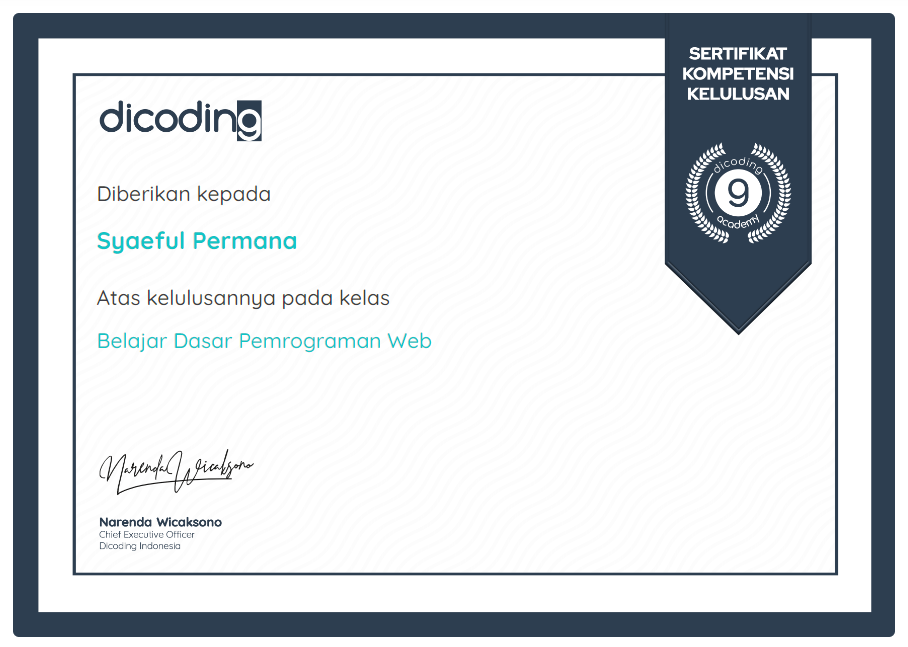 SERTIFIKAT
KOMPETENSI
KELULUSAN
dicoding
dicoding
9
academy
Diberikan kepada
Syaeful Permana
Atas kelulusannya pada kelas
Belajar Dasar Pemrograman Web
Narenda Wicaksono
Narenda Wicaksono
Chief Executive Officer
Dicoding Indonesia